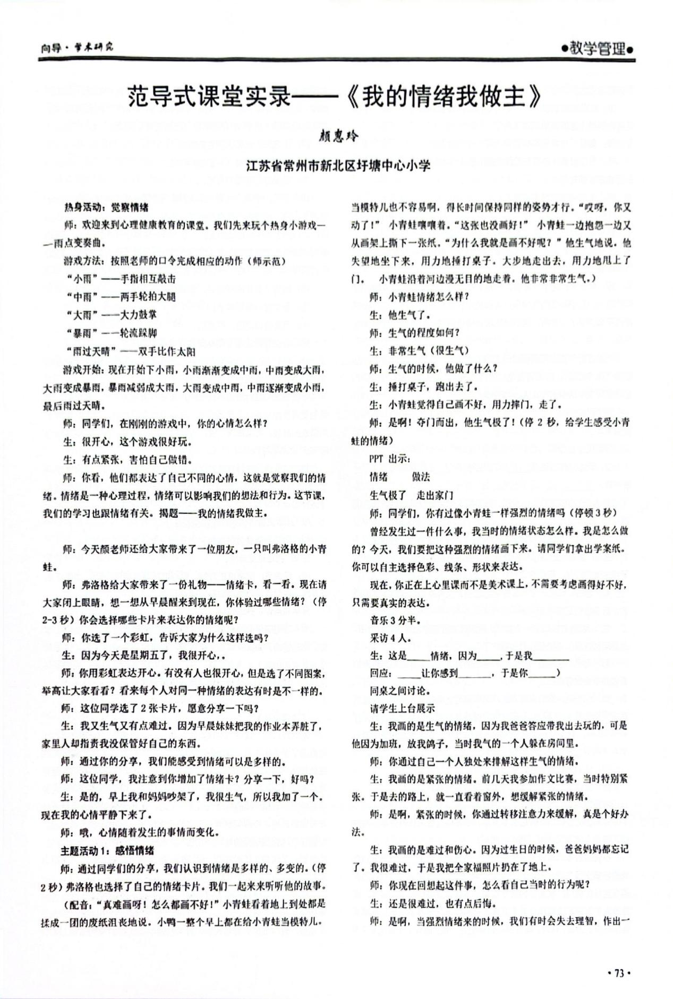 向导·学术研究
●教学管理●
范导式课堂实录——《我的情绪我做主》
颜惠玲
江苏省常州市新北区圩塘中心小学
热身活动：觉察情绪
师：欢迎来到心理健康教育的课堂。我们先来玩个热身小游戏—
—雨点变奏曲。
游戏方法：按照老师的口令完成相应的动作（师示范）
“小雨”——手指相互敲击
“中雨”——两手轮拍大腿
“大雨”——大力鼓掌
“暴雨”——轮流跺脚
“雨过天晴”——双手比作太阳
游戏开始：现在开始下小雨，小雨渐渐变成中雨，中雨变成大雨，
大雨变成暴雨，暴雨减弱成大雨，大雨变成中雨，中雨逐渐变成小雨，
最后雨过天晴。
师：同学们，在刚刚的游戏中，你的心情怎么样？
生：很开心，这个游戏很好玩。
生：有点紧张，害怕自己做错。
师：你看，他们都表达了自己不同的心情，这就是觉察我们的情
绪。情绪是一种心理过程，情绪可以影响我们的想法和行为。这节课，
我们的学习也跟情绪有关。揭题——我的情绪我做主。
师：今天颜老师还给大家带来了一位朋友，一只叫弗洛格的小青
蛙。
师：弗洛格给大家带来了一份礼物——情绪卡，看一看。现在请
大家闭上眼睛，想一想从早晨醒来到现在，你体验过哪些情绪？（停
2-3 秒）你会选择哪些卡片来表达你的情绪呢？
师：你选了一个彩虹，告诉大家为什么这样选吗？
生：因为今天是星期五了，我很开心，。
师：你用彩虹表达开心。有没有人也很开心，但是选了不同图案，
举高让大家看看？看来每个人对同一种情绪的表达有时是不一样的。
师：这位同学选了 2 张卡片，愿意分享一下吗？
生：我又生气又有点难过。因为早晨妹妹把我的作业本弄脏了，
家里人却指责我没保管好自己的东西。
师：通过你的分享，我们能感受到情绪可以是多样的。
师：这位同学，我注意到你增加了情绪卡？分享一下，好吗？
生：是的，早上我和妈妈吵架了，我很生气，所以我加了一个。
现在我的心情平静下来了。
师：哦，心情随着发生的事情而变化。
主题活动 1：感悟情绪
师：通过同学们的分享，我们认识到情绪是多样的、多变的。（停
2 秒）弗洛格也选择了自己的情绪卡片。我们一起来来听听他的故事。
（配音：“真难画呀！怎么都画不好！”小青蛙看着地上到处都是
揉成一团的废纸沮丧地说。小鸭一整个早上都在给小青蛙当模特儿。
当模特儿也不容易啊，得长时间保持同样的姿势才行。“哎呀，你又
动了！” 小青蛙嚷嚷着。“这张也没画好！” 小青蛙一边抱怨一边又
从画架上撕下一张纸。“为什么我就是画不好呢？”他生气地说。他
失望地坐下来，用力地捶打桌子。大步地走出去，用力地甩上了
门。 小青蛙沿着河边漫无目的地走着。他非常非常生气。）
师：小青蛙情绪怎么样？
生：他生气了。
师：生气的程度如何？
生：非常生气（很生气）
师：生气的时候，他做了什么？
生：捶打桌子，跑出去了。
生：小青蛙觉得自己画不好，用力摔门，走了。
师：是啊！夺门而出，他生气极了！（停 2 秒，给学生感受小青
蛙的情绪）
PPT 出示：
情绪 做法
生气极了 走出家门
师：同学们，你有过像小青蛙一样强烈的情绪吗（停顿 3 秒）
曾经发生过一件什么事，我当时的情绪状态怎么样。我是怎么做
的？今天，我们要把这种强烈的情绪画下来。请同学们拿出学案纸。
你可以自主选择色彩、线条、形状来表达。
现在，你正在上心里课而不是美术课上，不需要考虑画得好不好，
只需要真实的表达。
音乐 3 分半。
采访 4 人。
生：这是____情绪，因为____，于是我______
回应：____让你感到_____，于是你____）
同桌之间讨论。
请学生上台展示
生：我画的是生气的情绪，因为我爸爸答应带我出去玩的，可是
他因为加班，放我鸽子，当时我气的一个人躲在房间里。
师：你通过自己一个人独处来排解这样生气的情绪。
生：我画的是紧张的情绪。前几天我参加作文比赛，当时特别紧
张。于是去的路上，就一直看着窗外，想缓解紧张的情绪。
师：是啊，紧张的时候，你通过转移注意力来缓解，真是个好办
法。
生：我画的是难过和伤心。因为过生日的时候，爸爸妈妈都忘记
了。我很难过，于是我把全家福照片扔在了地上。
师：你现在回想起这件事，怎么看自己当时的行为呢？
生：还是很难过，也有点后悔。
师：是啊，当强烈情绪来的时候，我们有时会失去理智，作出一
·73·